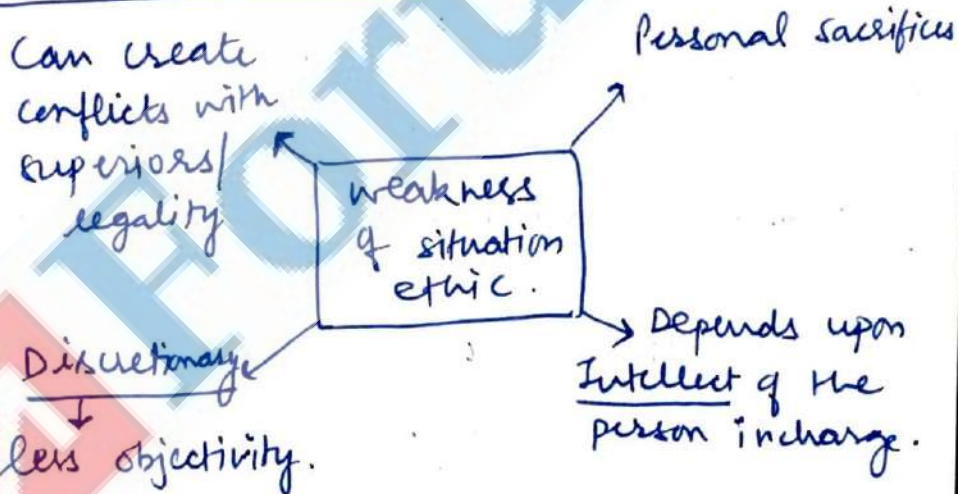 Can create
conflicts with
superiors/
legality
Personal sacrifices
weakness
of situation
ethic.
Discretionary
↓
less objectivity.
Depends upon
Intellect of the
person incharge.